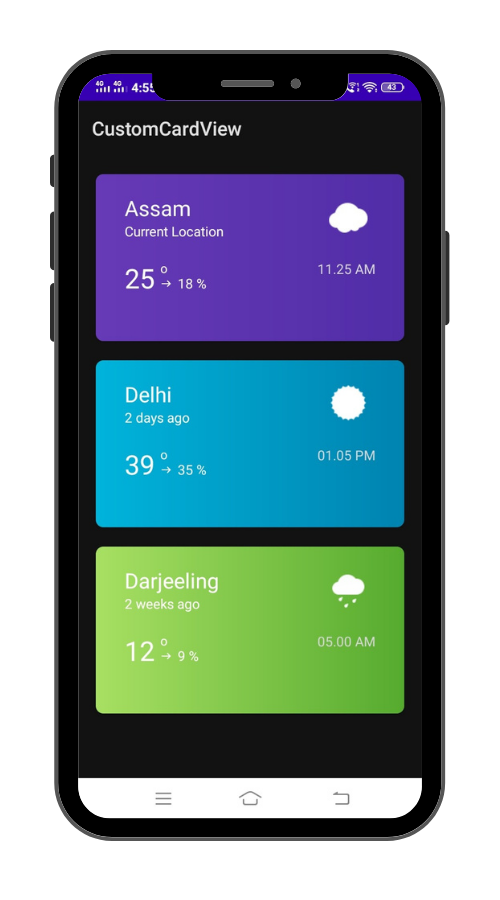 4G 4G 4:55
43
CustomCardView
Assam
Current Location
25 o → 18 %
11.25 AM
Delhi
2 days ago
39 o → 35 %
01.05 PM
Darjeeling
2 weeks ago
12 o → 9 %
05.00 AM